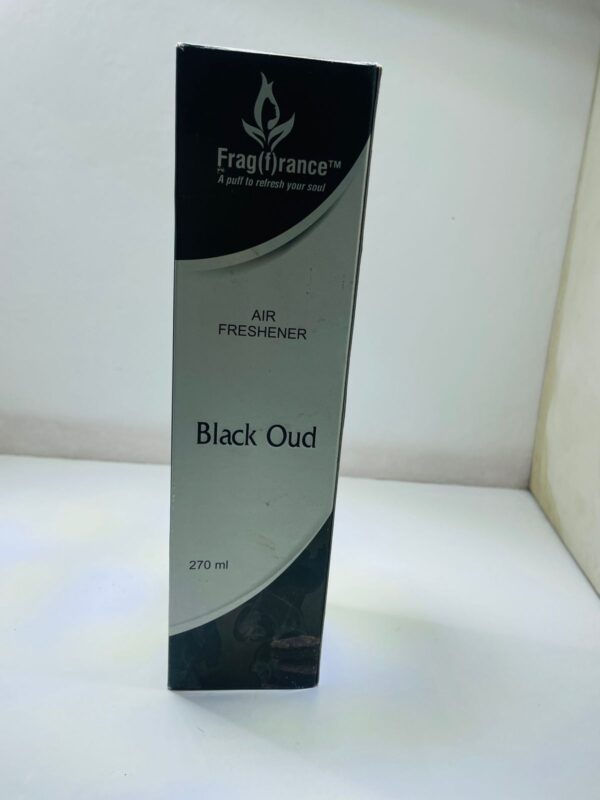 Frag(f)rance™
A puff to refresh your soul
AIR
FRESHENER
Black Oud
270 ml